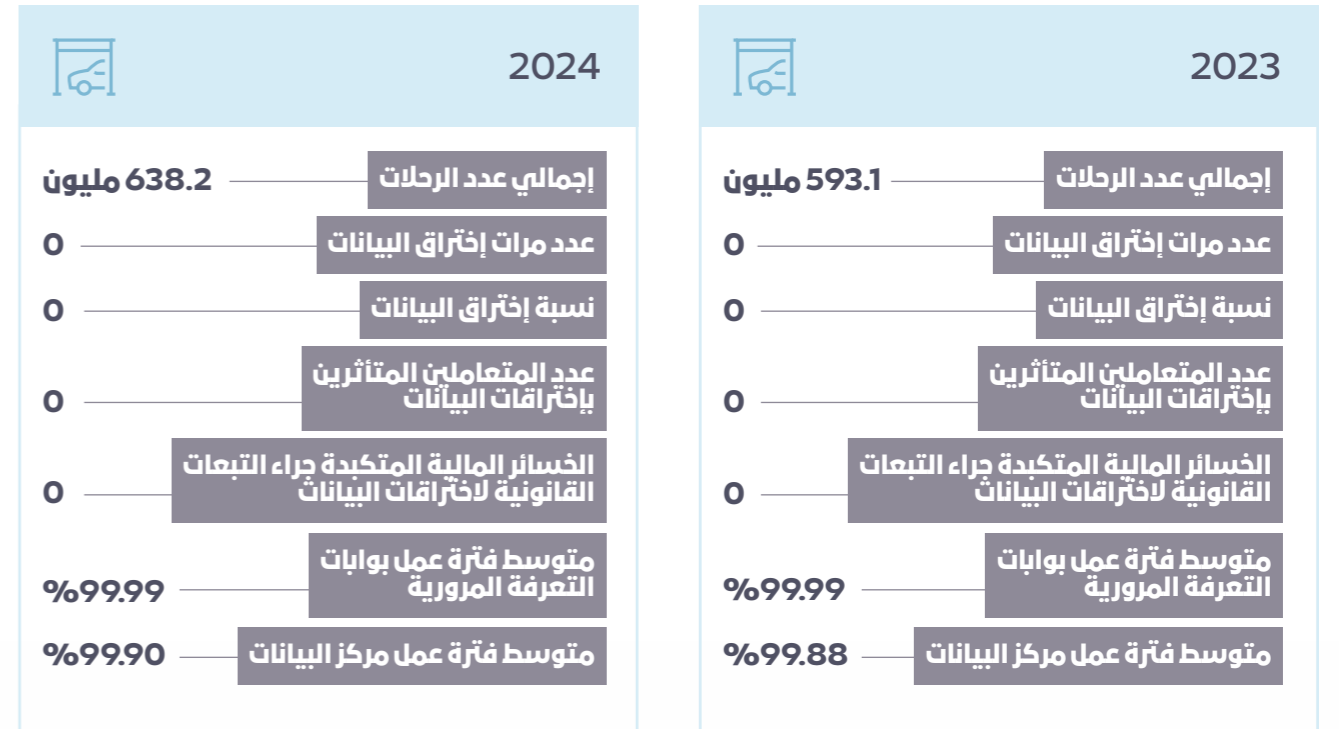 2023
إجمالي عدد الرحلات 593.1 مليون
عدد مرات إختراق البيانات 0
نسبة إختراق البيانات 0
عدد المتعاملين المتأثرين
بإختراقات البيانات 0
الخسائر المالية المتكبدة جراء التبعات
القانونية لاختراقات البيانات 0
متوسط فترة عمل بوابات
التعرفة المرورية 99.99%
متوسط فترة عمل مركز البيانات 99.88%
2024
إجمالي عدد الرحلات 638.2 مليون
عدد مرات إختراق البيانات 0
نسبة إختراق البيانات 0
عدد المتعاملين المتأثرين
بإختراقات البيانات 0
الخسائر المالية المتكبدة جراء التبعات
القانونية لاختراقات البيانات 0
متوسط فترة عمل بوابات
التعرفة المرورية 99.99%
متوسط فترة عمل مركز البيانات 99.90%